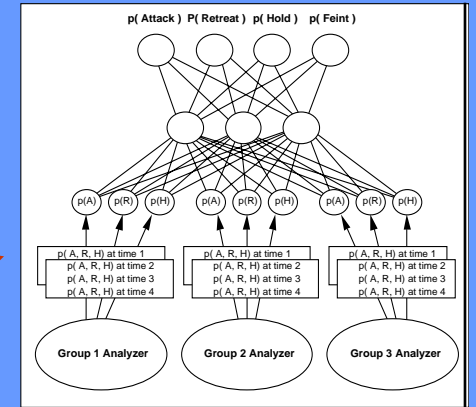 p( Attack ) P( Retreat ) p( Hold ) p( Feint )
p(A) p(R) p(H) p(A) p(R) p(H) p(A) p(R) p(H)
p( A, R, H) at time 1 p( A, R, H) at time 1 p( A, R, H) at time 1
p( A, R, H) at time 2 p( A, R, H) at time 2 p( A, R, H) at time 2
p( A, R, H) at time 3 p( A, R, H) at time 3 p( A, R, H) at time 3
p( A, R, H) at time 4 p( A, R, H) at time 4 p( A, R, H) at time 4
Group 1 Analyzer Group 2 Analyzer Group 3 Analyzer